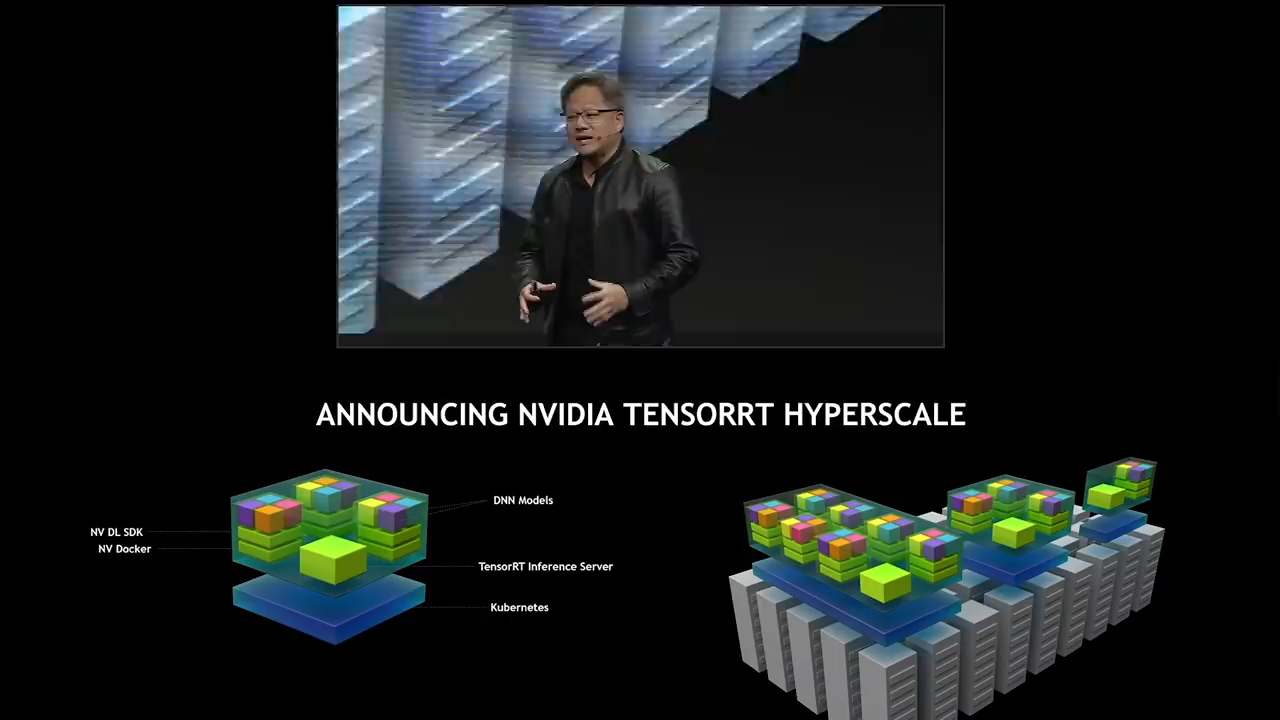 ANNOUNCING NVIDIA TENSORRT HYPERSCALE
DNN Models
NV DL SDK
NV Docker
TensorRT Inference Server
Kubernetes